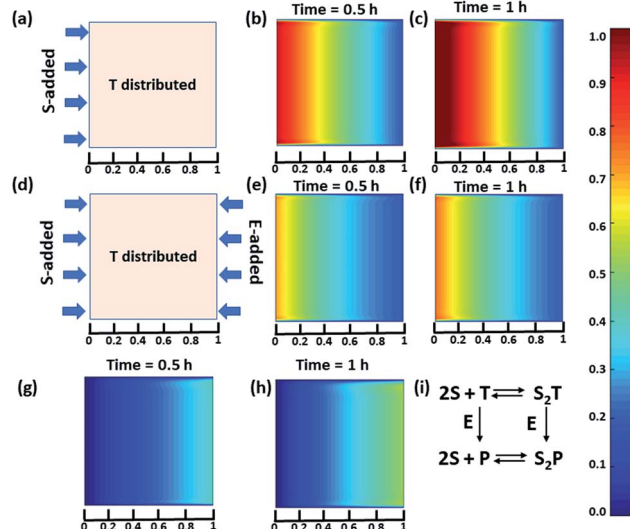 (a)
S-added
T distributed
0 0.2 0.4 0.6 0.8 1
(b)
Time = 0.5 h
0 0.2 0.4 0.6 0.8 1
(c)
Time = 1 h
0 0.2 0.4 0.6 0.8 1
(d)
S-added
T distributed
E-added
0 0.2 0.4 0.6 0.8 1
(e)
Time = 0.5 h
0 0.2 0.4 0.6 0.8 1
(f)
Time = 1 h
0 0.2 0.4 0.6 0.8 1
(g)
Time = 0.5 h
0 0.2 0.4 0.6 0.8 1
(h)
Time = 1 h
0 0.2 0.4 0.6 0.8 1
(i)
2S + T ⇌ S₂T
E E
2S + P ⇌ S₂P
1.0
0.9
0.8
0.7
0.6
0.5
0.4
0.3
0.2
0.1
0.0